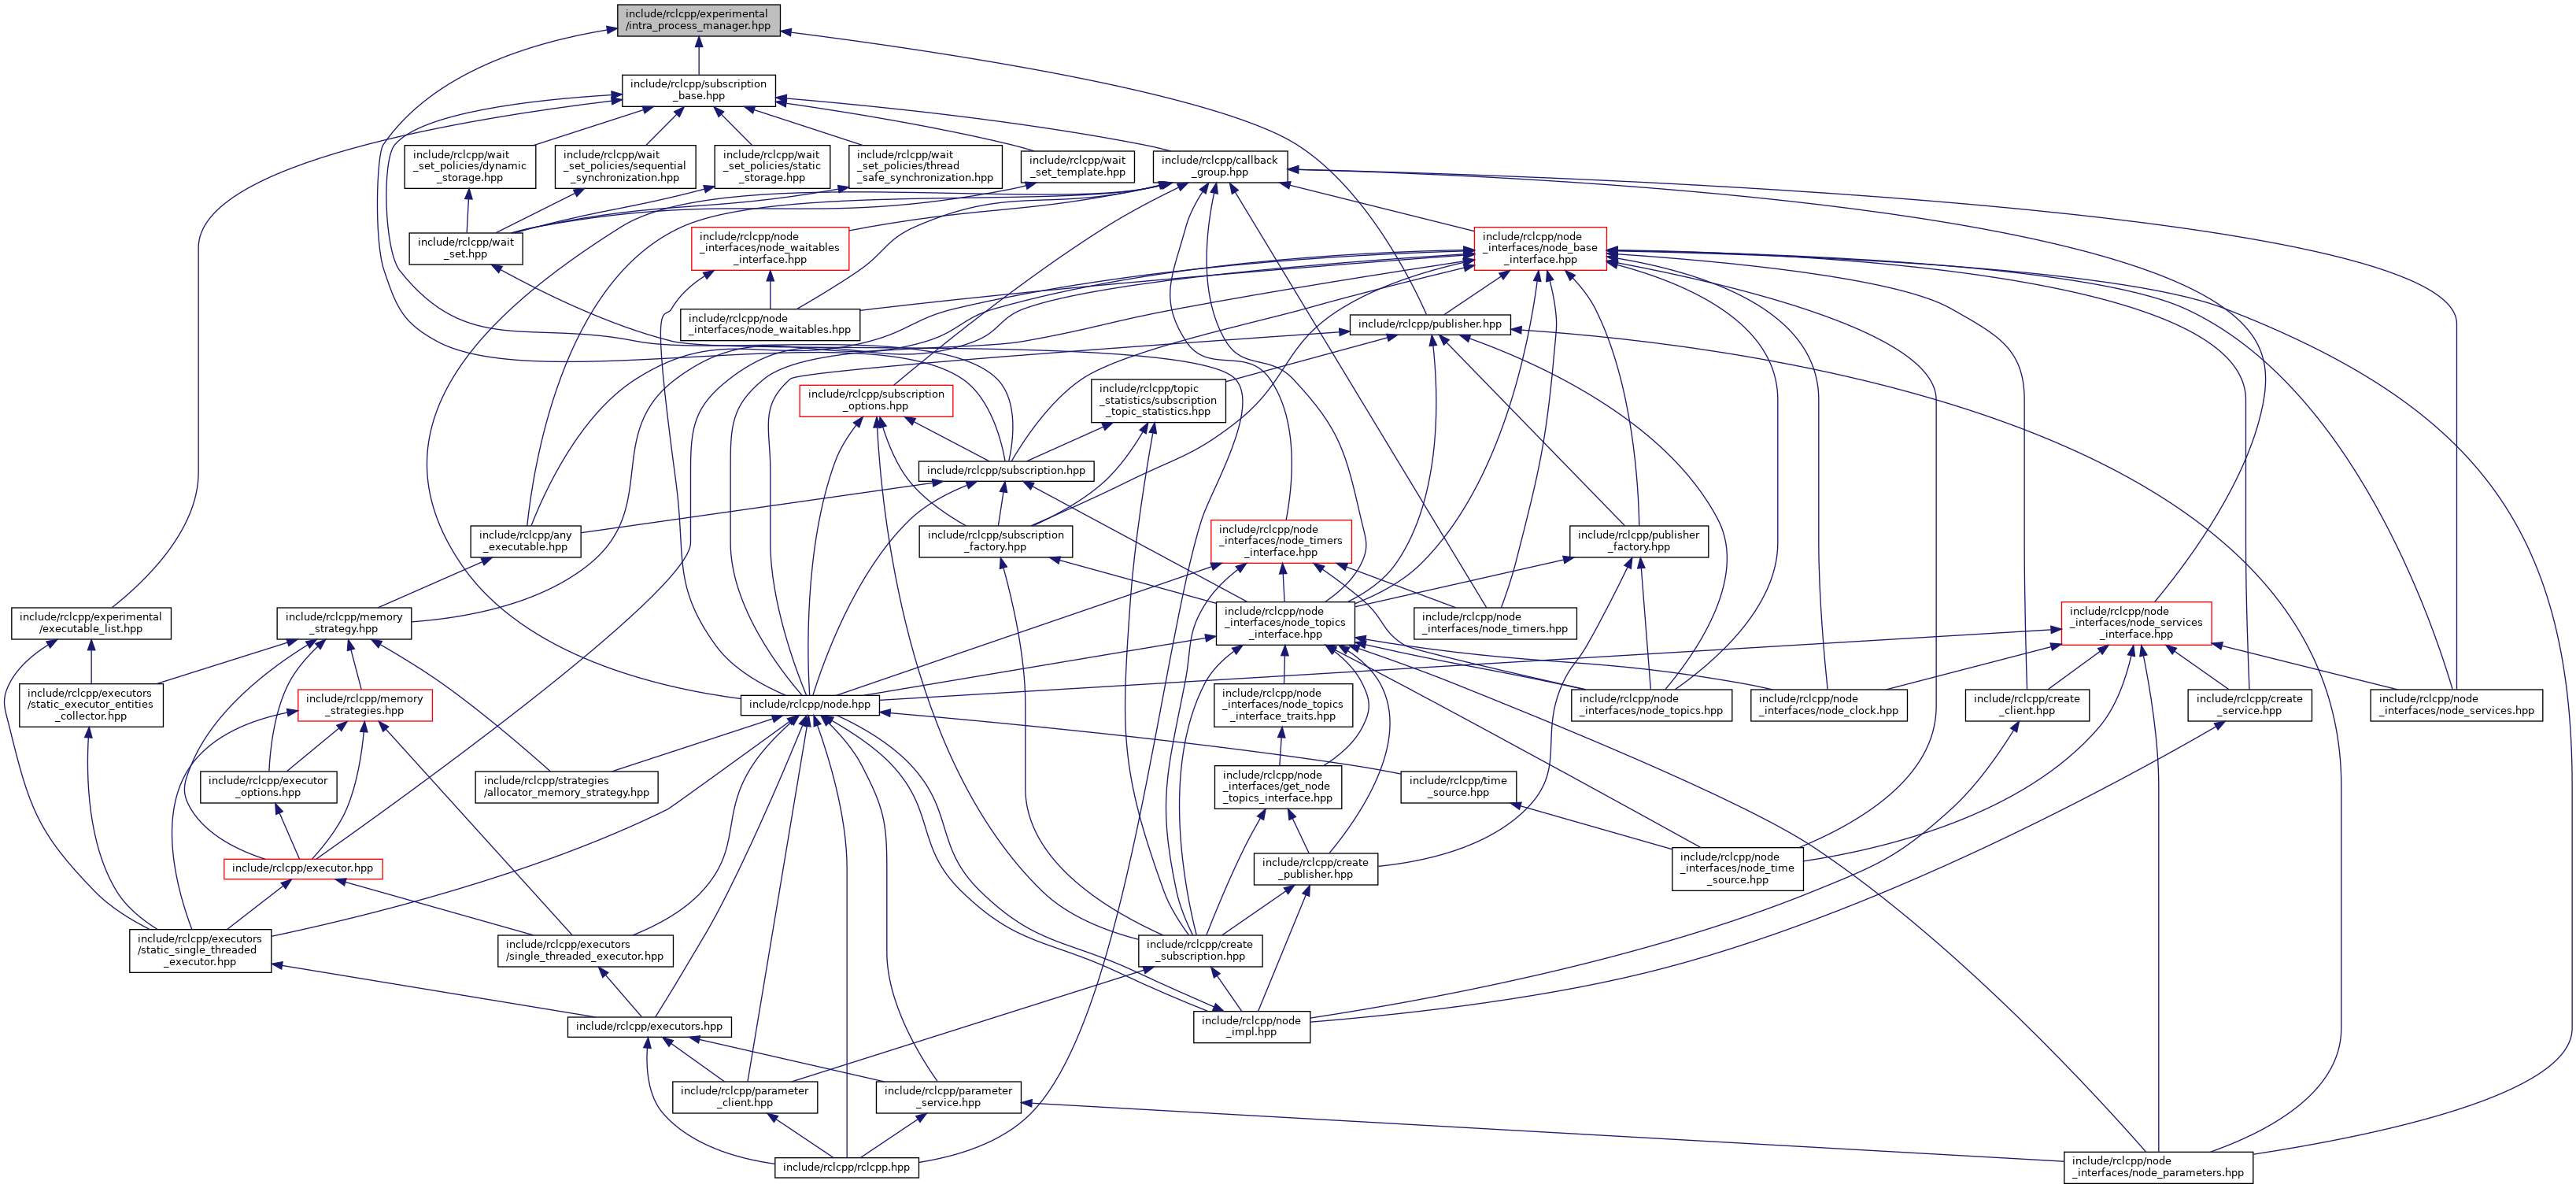 include/rclcpp/experimental
/intra_process_manager.hpp
include/rclcpp/subscription
_base.hpp
include/rclcpp/wait
_set_policies/dynamic
_storage.hpp
include/rclcpp/wait
_set_policies/sequential
_synchronization.hpp
include/rclcpp/wait
_set_policies/static
_storage.hpp
include/rclcpp/wait
_set_policies/thread
_safe_synchronization.hpp
include/rclcpp/wait
_set_template.hpp
include/rclcpp/callback
_group.hpp
include/rclcpp/wait
_set.hpp
include/rclcpp/node
_interfaces/node_waitables
_interface.hpp
include/rclcpp/node
_interfaces/node_base
_interface.hpp
include/rclcpp/node
_interfaces/node_waitables.hpp
include/rclcpp/publisher.hpp
include/rclcpp/subscription
_options.hpp
include/rclcpp/topic
_statistics/subscription
_topic_statistics.hpp
include/rclcpp/subscription.hpp
include/rclcpp/any
_executable.hpp
include/rclcpp/subscription
_factory.hpp
include/rclcpp/node
_interfaces/node_timers
_interface.hpp
include/rclcpp/publisher
_factory.hpp
include/rclcpp/experimental
/executable_list.hpp
include/rclcpp/memory
_strategy.hpp
include/rclcpp/node
_interfaces/node_topics
_interface.hpp
include/rclcpp/node
_interfaces/node_timers.hpp
include/rclcpp/node
_interfaces/node_services
_interface.hpp
include/rclcpp/executors
/static_executor_entities
_collector.hpp
include/rclcpp/memory
_strategies.hpp
include/rclcpp/node.hpp
include/rclcpp/node
_interfaces/node_topics
_interface_traits.hpp
include/rclcpp/node
_interfaces/node_topics.hpp
include/rclcpp/node
_interfaces/node_clock.hpp
include/rclcpp/create
_client.hpp
include/rclcpp/create
_service.hpp
include/rclcpp/node
_interfaces/node_services.hpp
include/rclcpp/executor
_options.hpp
include/rclcpp/strategies
/allocator_memory_strategy.hpp
include/rclcpp/node
_interfaces/get_node
_topics_interface.hpp
include/rclcpp/time
_source.hpp
include/rclcpp/executor.hpp
include/rclcpp/create
_publisher.hpp
include/rclcpp/node
_interfaces/node_time
_source.hpp
include/rclcpp/executors
/static_single_threaded
_executor.hpp
include/rclcpp/executors
/single_threaded_executor.hpp
include/rclcpp/create
_subscription.hpp
include/rclcpp/executors.hpp
include/rclcpp/node
_impl.hpp
include/rclcpp/parameter
_client.hpp
include/rclcpp/parameter
_service.hpp
include/rclcpp/rclcpp.hpp
include/rclcpp/node
_interfaces/node_parameters.hpp